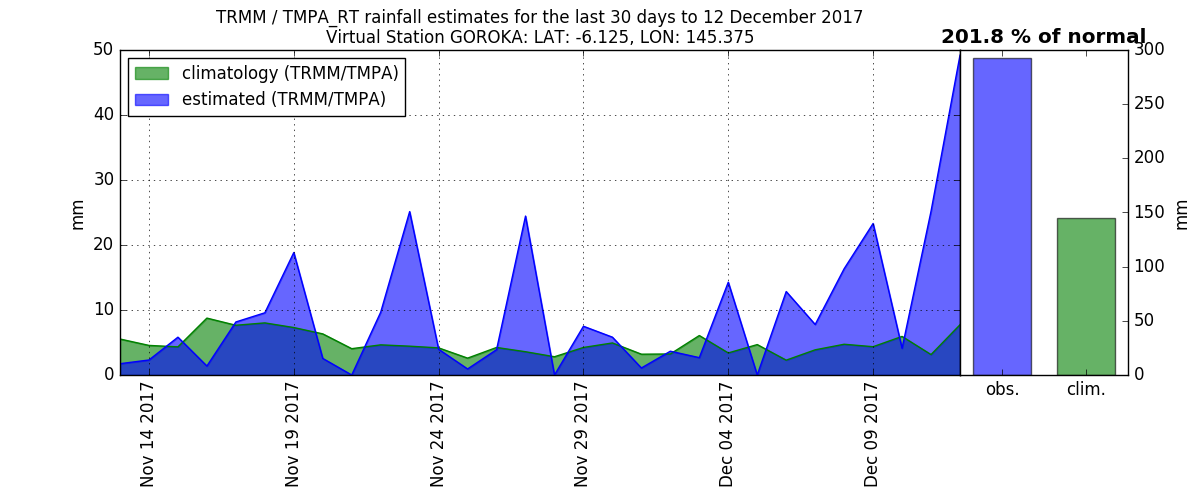 TRMM / TMPA_RT rainfall estimates for the last 30 days to 12 December 2017
Virtual Station GOROKA: LAT: -6.125, LON: 145.375
201.8 % of normal
climatology (TRMM/TMPA)
estimated (TRMM/TMPA)
50
40
30
20
10
0
mm
300
250
200
150
100
50
0
mm
Nov 14 2017
Nov 19 2017
Nov 24 2017
Nov 29 2017
Dec 04 2017
Dec 09 2017
obs.
clim.